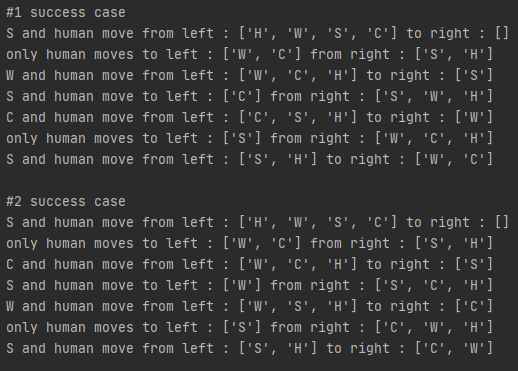 #1 success case
S and human move from left : ['H', 'W', 'S', 'C'] to right : []
only human moves to left : ['W', 'C'] from right : ['S', 'H']
W and human move from left : ['W', 'C', 'H'] to right : ['S']
S and human moves to left : ['C'] from right : ['S', 'W', 'H']
C and human move from left : ['C', 'S', 'H'] to right : ['W']
only human moves to left : ['S'] from right : ['W', 'C', 'H']
S and human move from left : ['S', 'H'] to right : ['W', 'C']

#2 success case
S and human move from left : ['H', 'W', 'S', 'C'] to right : []
only human moves to left : ['W', 'C'] from right : ['S', 'H']
C and human move from left : ['W', 'C', 'H'] to right : ['S']
S and human moves to left : ['W'] from right : ['S', 'C', 'H']
W and human move from left : ['W', 'S', 'H'] to right : ['C']
only human moves to left : ['S'] from right : ['C', 'W', 'H']
S and human move from left : ['S', 'H'] to right : ['C', 'W']